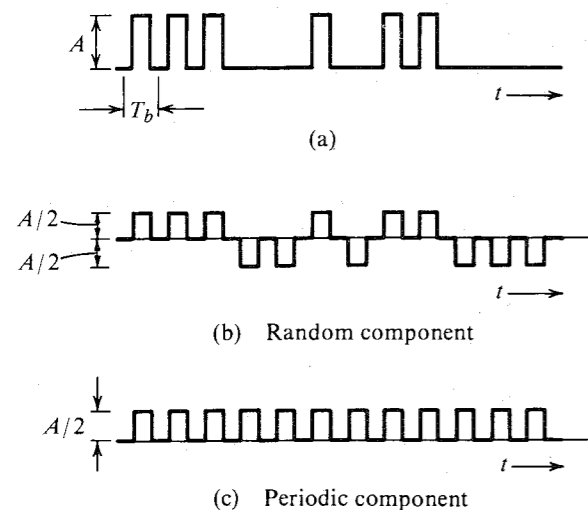 A
T_b
t
(a)
A/2
A/2
t
(b) Random component
A/2
t
(c) Periodic component